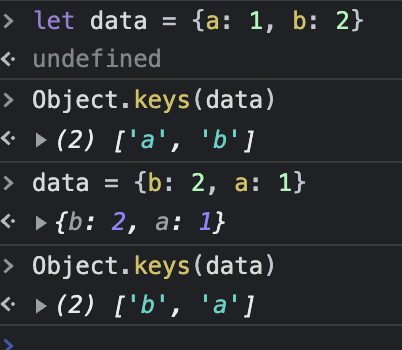 > let data = {a: 1, b: 2}
<· undefined
> Object.keys(data)
<· ▶(2) ['a', 'b']
> data = {b: 2, a: 1}
<· ▶{b: 2, a: 1}
> Object.keys(data)
<· ▶(2) ['b', 'a']
>